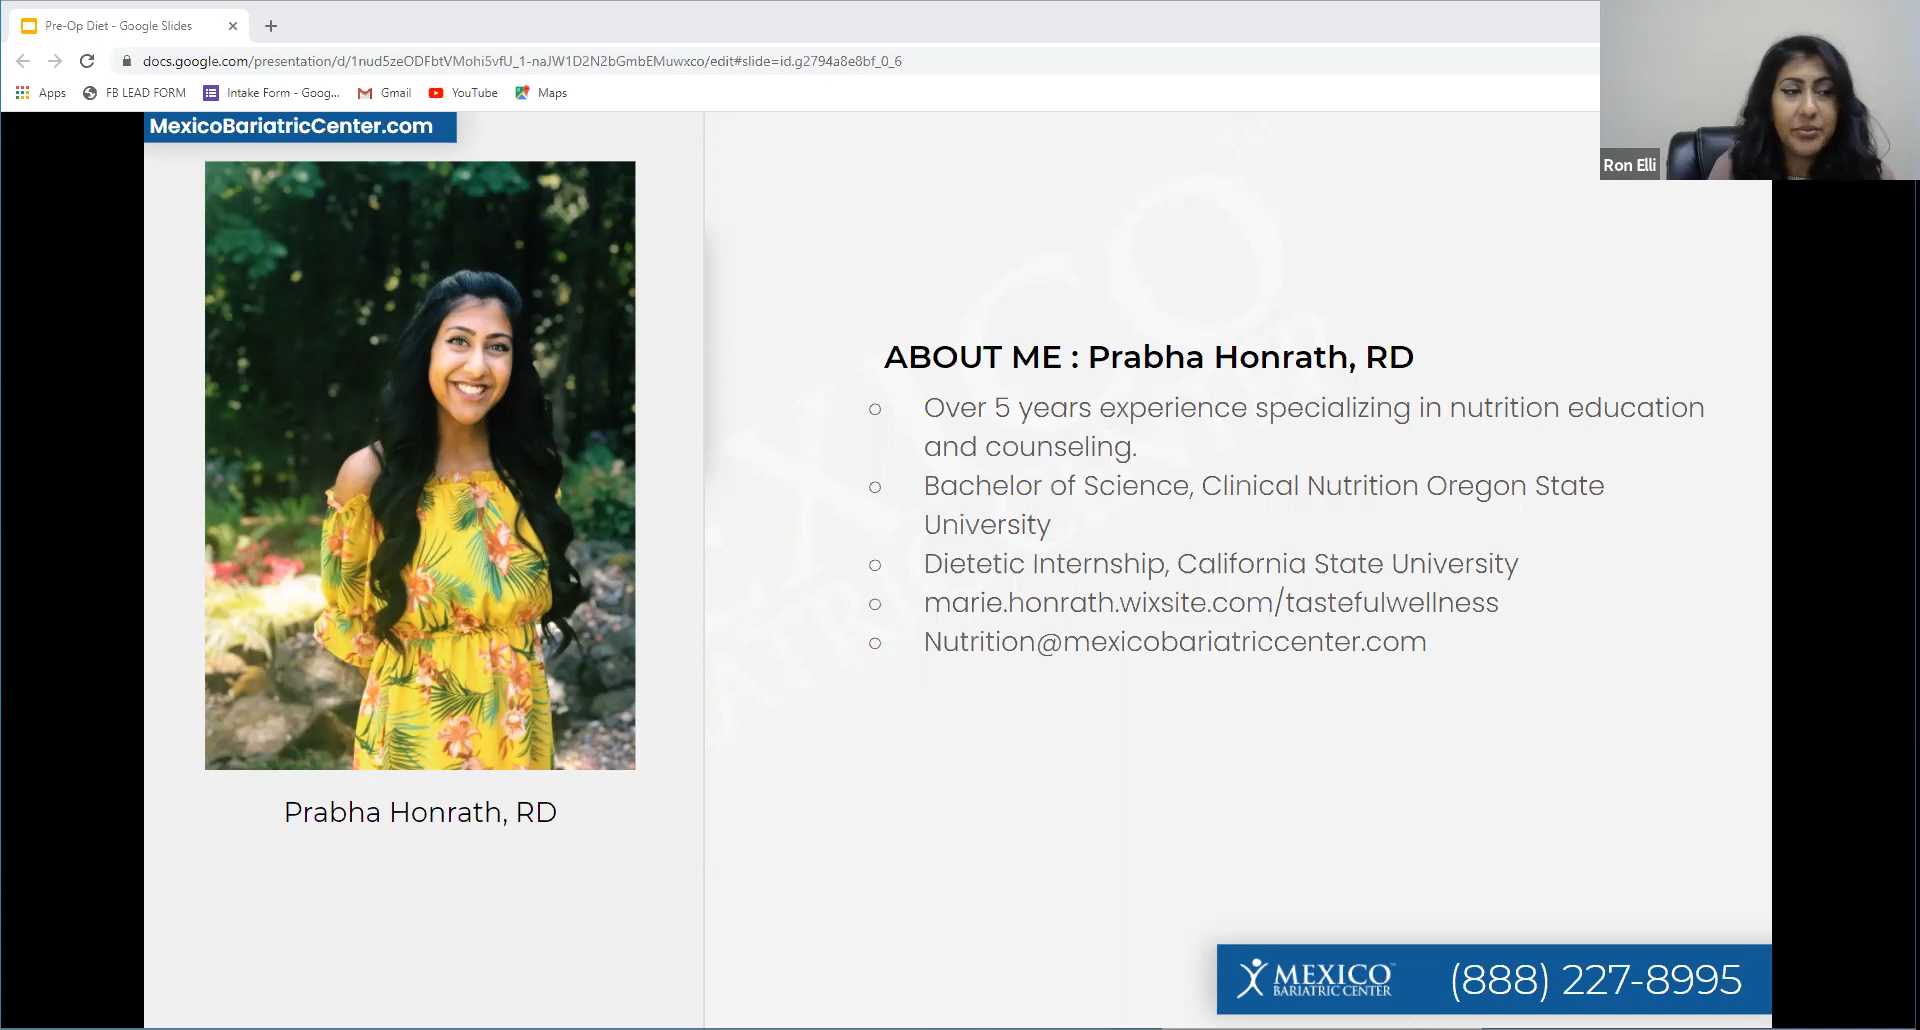 Pre-Op Diet - Google Slides
docs.google.com/presentation/d/1nud5zeODFbtVMohi5vfU_1-naJW1D2N2bGmbEMuwxco/edit#slide=id.g2794a8e8bf_0_6
Apps FB LEAD FORM Intake Form - Goog... Gmail YouTube Maps
Ron Elli
MexicoBariatricCenter.com
ABOUT ME : Prabha Honrath, RD
Over 5 years experience specializing in nutrition education
and counseling.
Bachelor of Science, Clinical Nutrition Oregon State
University
Dietetic Internship, California State University
marie.honrath.wixsite.com/tastefulwellness
Nutrition@mexicobariatriccenter.com
Prabha Honrath, RD
MEXICO
BARIATRIC CENTER
(888) 227-8995